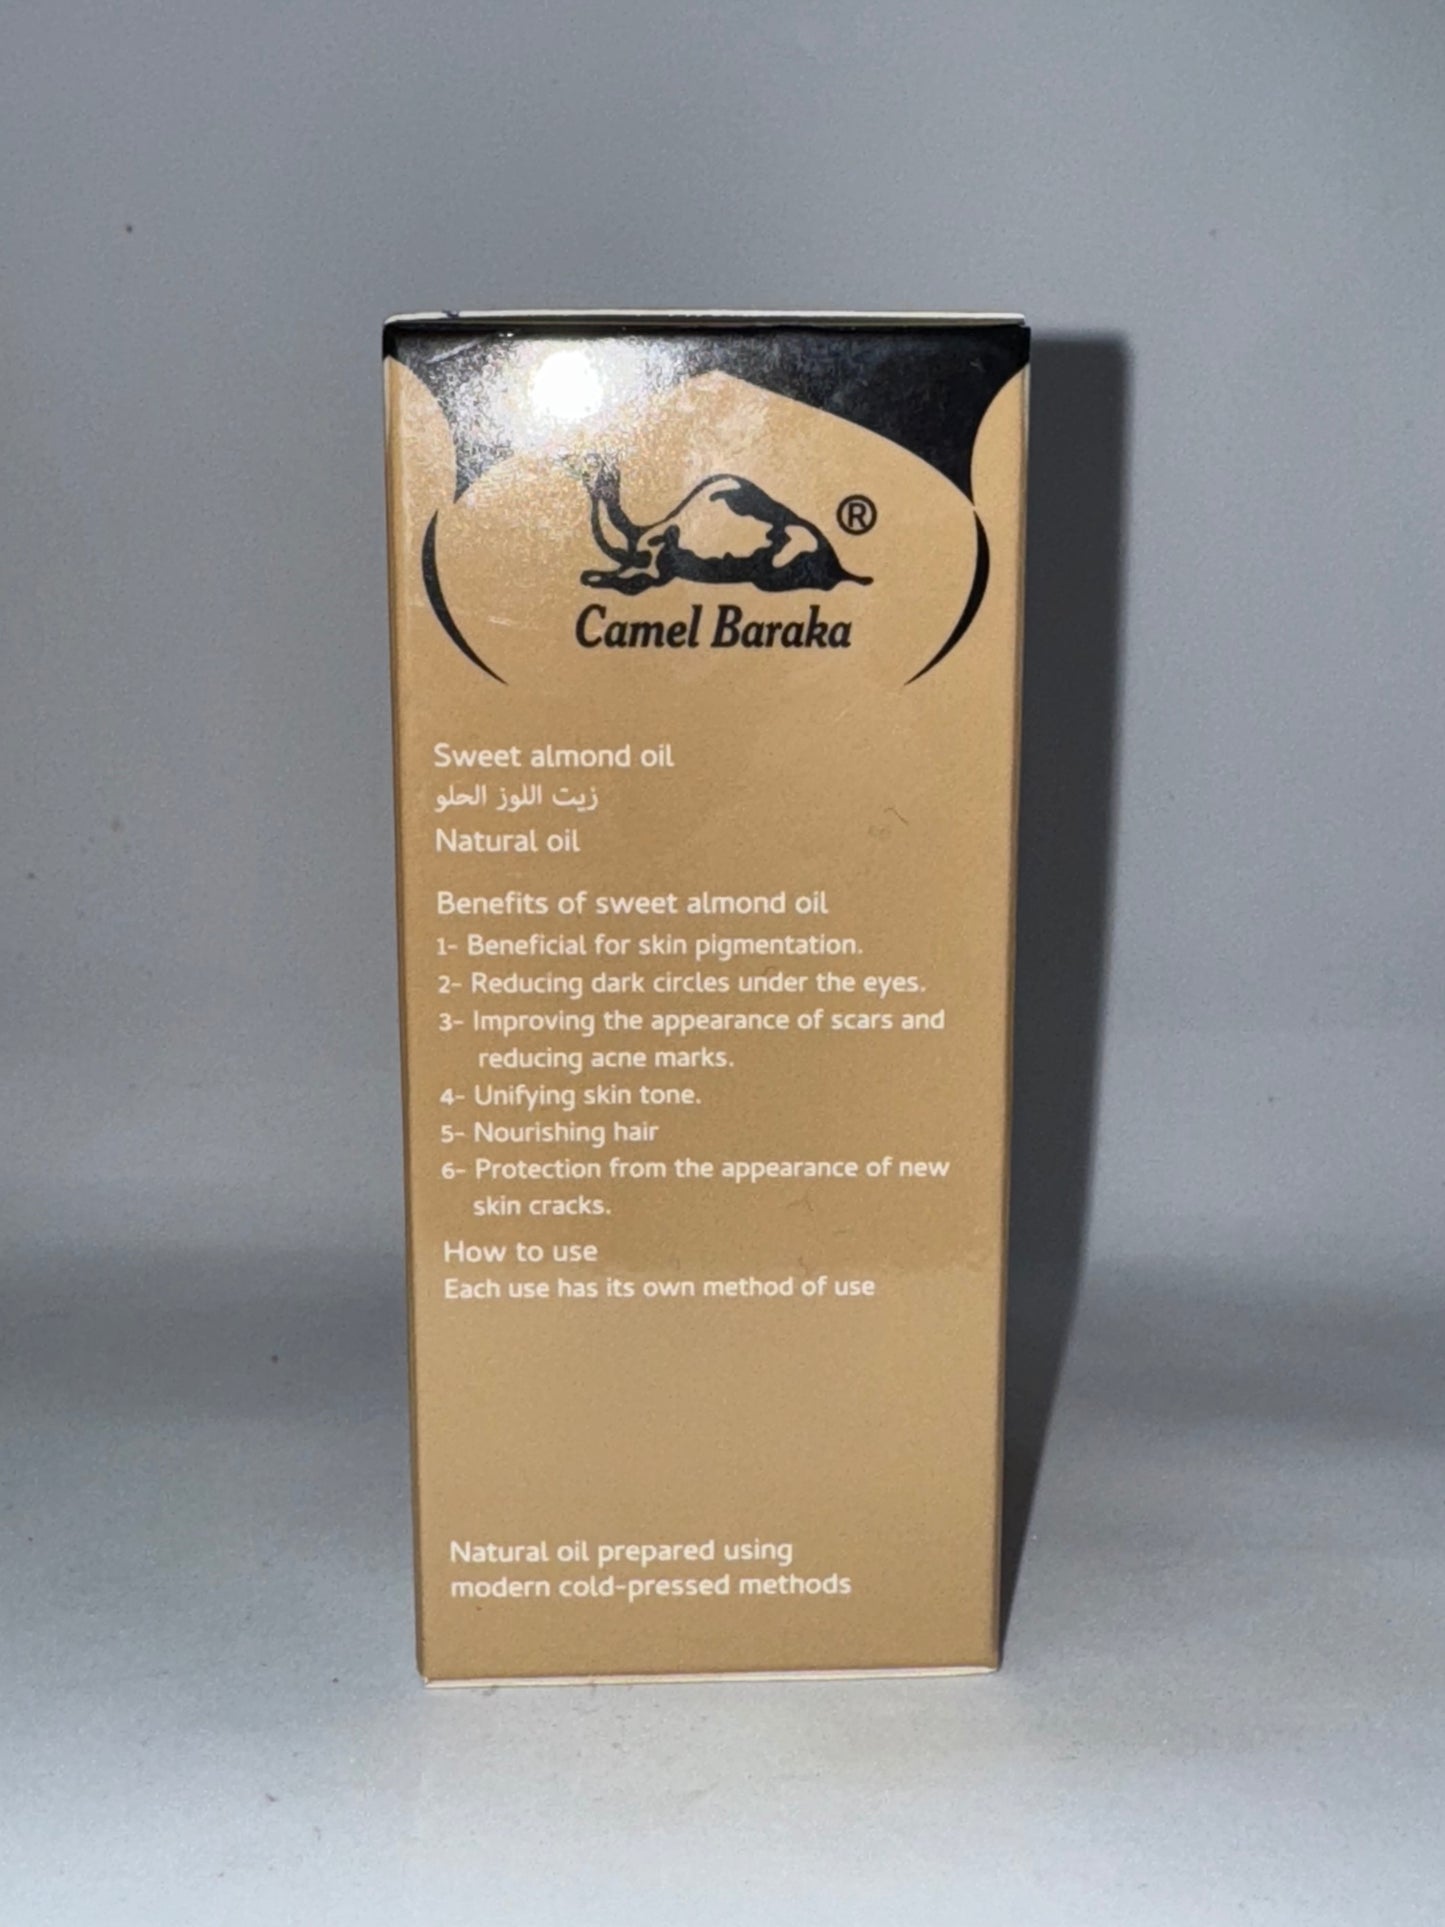 ®
Camel Baraka
Sweet almond oil
زيت اللوز الحلو
Natural oil
Benefits of sweet almond oil
1- Beneficial for skin pigmentation.
2- Reducing dark circles under the eyes.
3- Improving the appearance of scars and
reducing acne marks.
4- Unifying skin tone.
5- Nourishing hair
6- Protection from the appearance of new
skin cracks.
How to use
Each use has its own method of use
Natural oil prepared using
modern cold-pressed methods